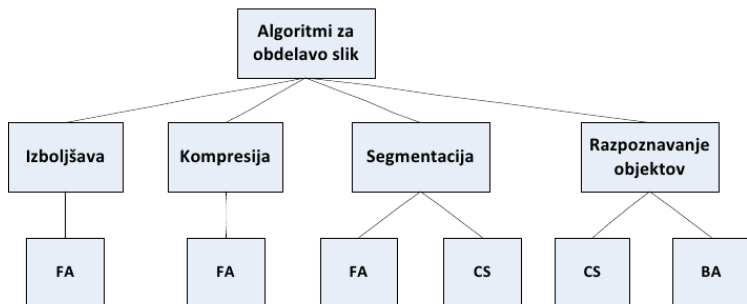 Algoritmi za
obdelavo slik
Izboljšava
Kompresija
Segmentacija
Razpoznavanje
objektov
FA
FA
FA
CS
CS
BA